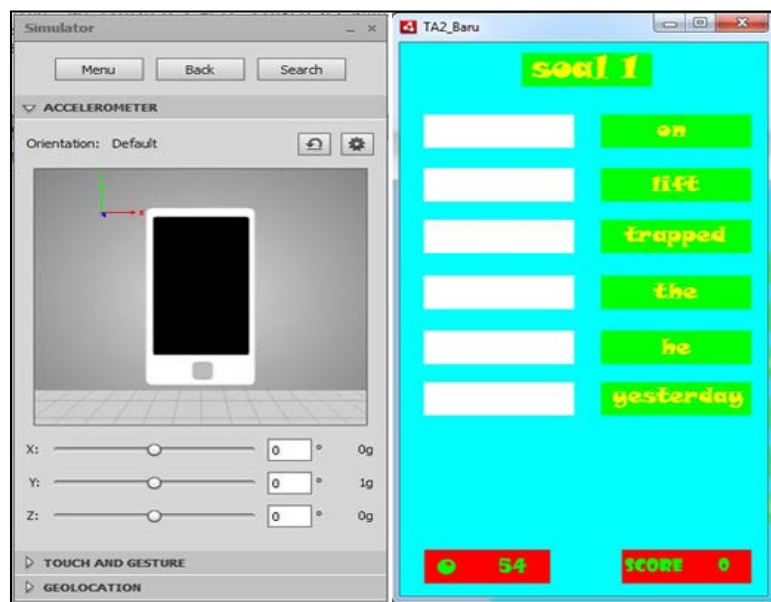 Simulator
Menu Back Search
ACCELEROMETER
Orientation: Default
X: 0 ° 0g
Y: 0 ° 1g
Z: 0 ° 0g
TOUCH AND GESTURE
GEOLOCATION
TA2_Baru
soal 1
on
lift
trapped
the
he
yesterday
54
SCORE 0